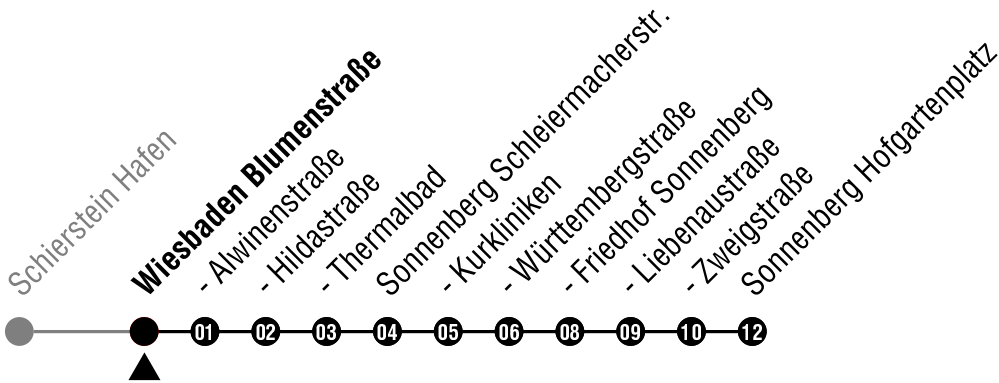 Schierstein Hafen
Wiesbaden Blumenstraße
- Alwinenstraße
- Hildastraße
- Thermalbad
Sonnenberg Schleiermacherstr.
- Kurkliniken
- Württembergstraße
- Friedhof Sonnenberg
- Liebenaustraße
- Zweigstraße
Sonnenberg Hofgartenplatz
01 02 03 04 05 06 08 09 10 12